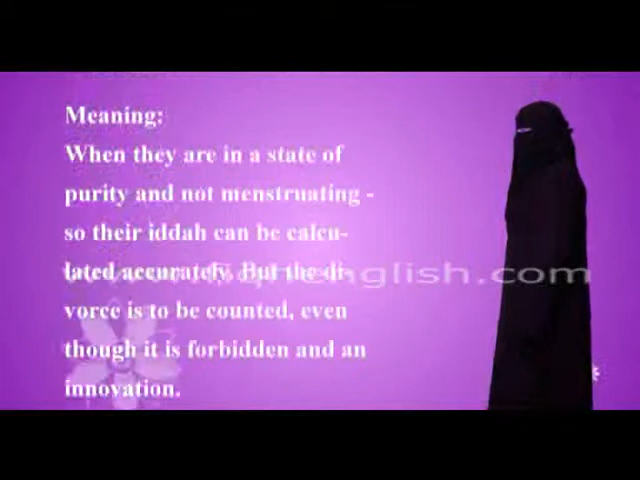 Meaning:
When they are in a state of
purity and not menstruating -
so their iddah can be calcu-
lated accurately. But the di-
vorce is to be counted, even
though it is forbidden and an
innovation.